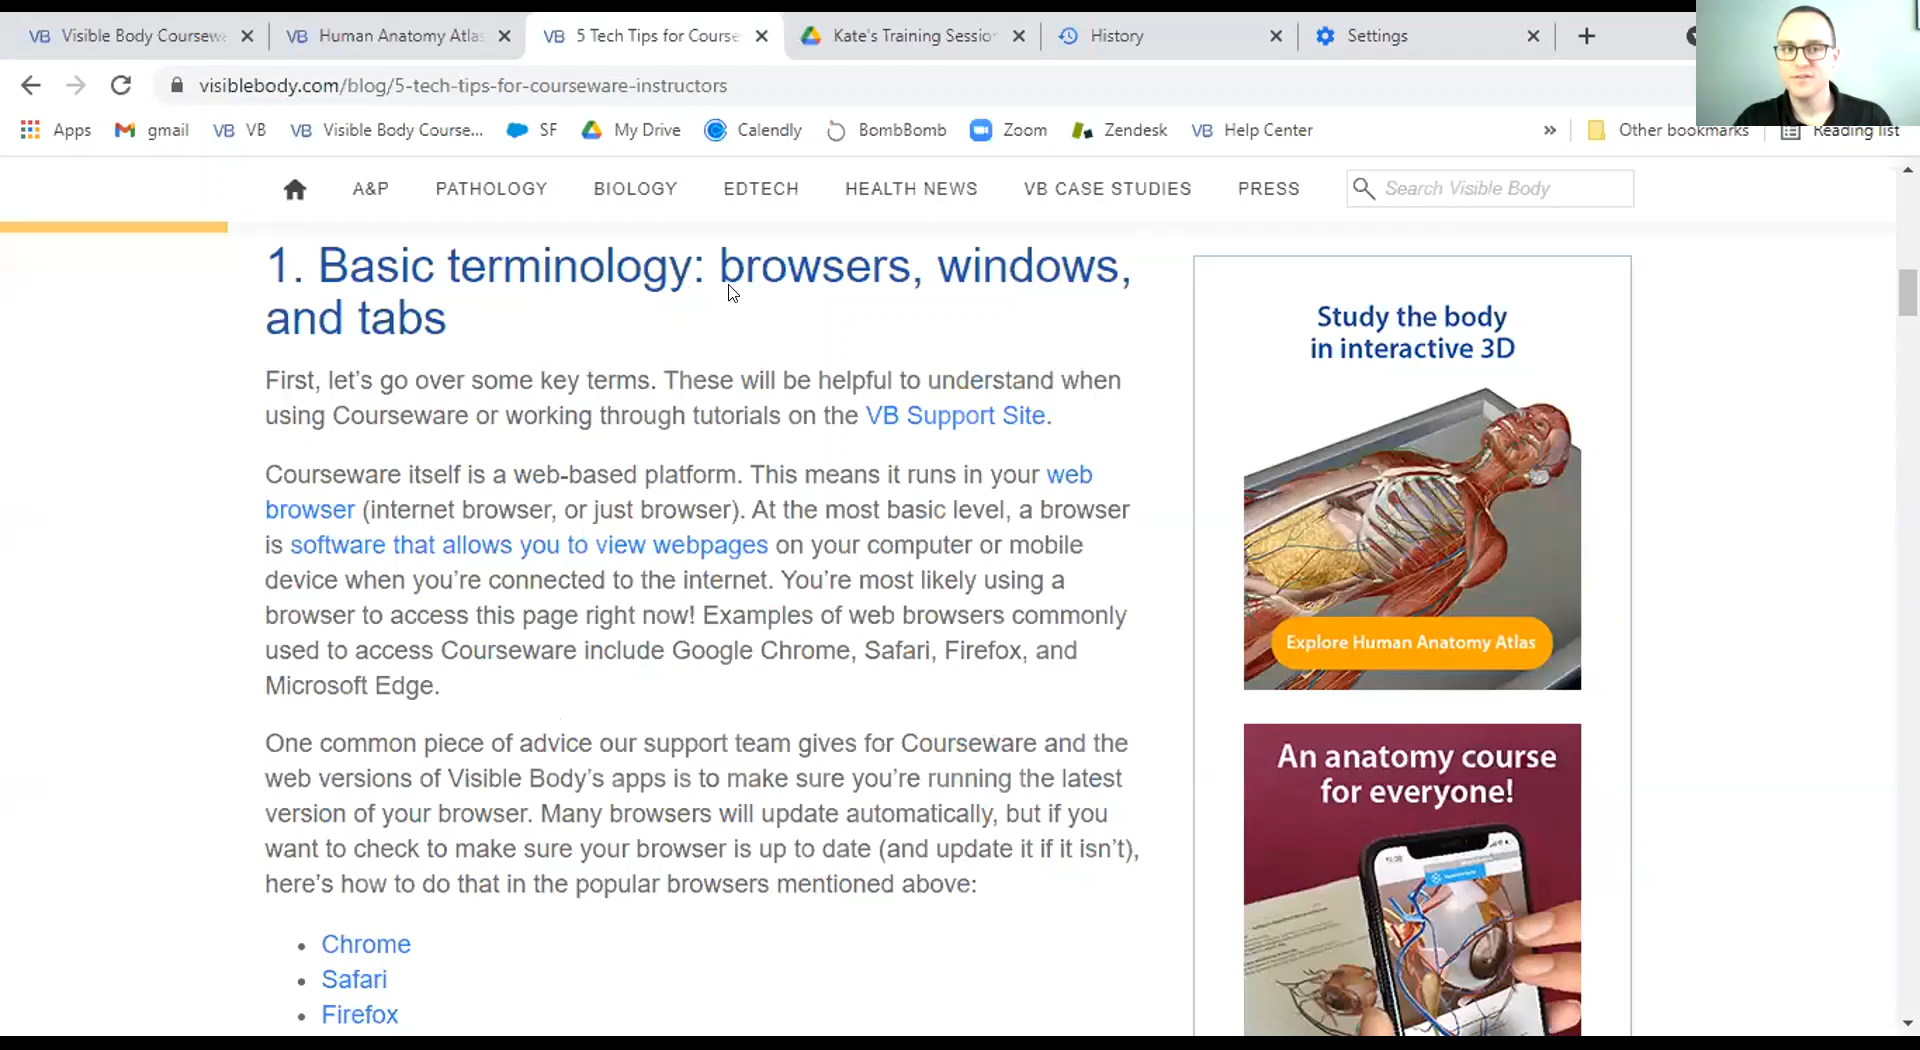 VB Visible Body Coursew
VB Human Anatomy Atla
VB 5 Tech Tips for Course
Kate's Training Sessio
History
Settings
visiblebody.com/blog/5-tech-tips-for-courseware-instructors
Apps
gmail
VB VB
VB Visible Body Course...
SF
My Drive
Calendly
BombBomb
Zoom
Zendesk
VB Help Center
»
Other bookmarks
Reading list
A&P
PATHOLOGY
BIOLOGY
EDTECH
HEALTH NEWS
VB CASE STUDIES
PRESS
Search Visible Body
1. Basic terminology: browsers, windows,
and tabs
First, let’s go over some key terms. These will be helpful to understand when
using Courseware or working through tutorials on the VB Support Site.
Courseware itself is a web-based platform. This means it runs in your web
browser (internet browser, or just browser). At the most basic level, a browser
is software that allows you to view webpages on your computer or mobile
device when you’re connected to the internet. You’re most likely using a
browser to access this page right now! Examples of web browsers commonly
used to access Courseware include Google Chrome, Safari, Firefox, and
Microsoft Edge.
One common piece of advice our support team gives for Courseware and the
web versions of Visible Body’s apps is to make sure you’re running the latest
version of your browser. Many browsers will update automatically, but if you
want to check to make sure your browser is up to date (and update it if it isn’t),
here’s how to do that in the popular browsers mentioned above:
• Chrome
• Safari
• Firefox
Study the body
in interactive 3D
Explore Human Anatomy Atlas
An anatomy course
for everyone!